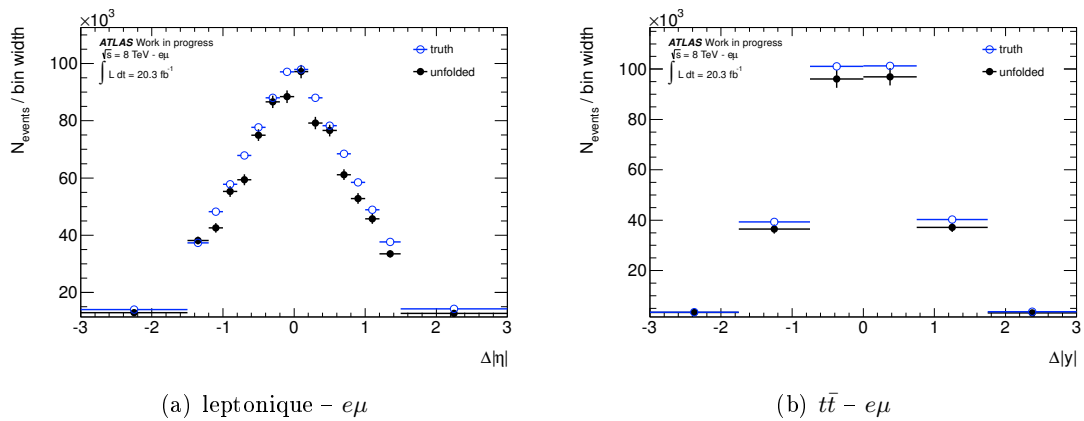 ×10³
ATLAS Work in progress
√s = 8 TeV - eμ
∫ L dt = 20.3 fb⁻¹
truth
unfolded
N_events / bin width
100
80
60
40
20
-3 -2 -1 0 1 2 3
Δ|η|
(a) leptonique – eμ
×10³
ATLAS Work in progress
√s = 8 TeV - eμ
∫ L dt = 20.3 fb⁻¹
truth
unfolded
N_events / bin width
100
80
60
40
20
-3 -2 -1 0 1 2 3
Δ|y|
(b) tt̄ – eμ